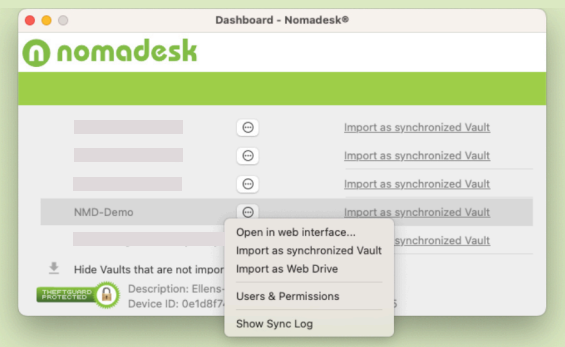 Dashboard - Nomadesk®
nomadesk
Import as synchronized Vault
Import as synchronized Vault
Import as synchronized Vault
NMD-Demo
Import as synchronized Vault
synchronized Vault
Open in web interface...
Import as synchronized Vault
Import as Web Drive
Users & Permissions
Show Sync Log
Hide Vaults that are not
THEFTGUARD
PROTECTED
Description: Ellens-
Device ID: